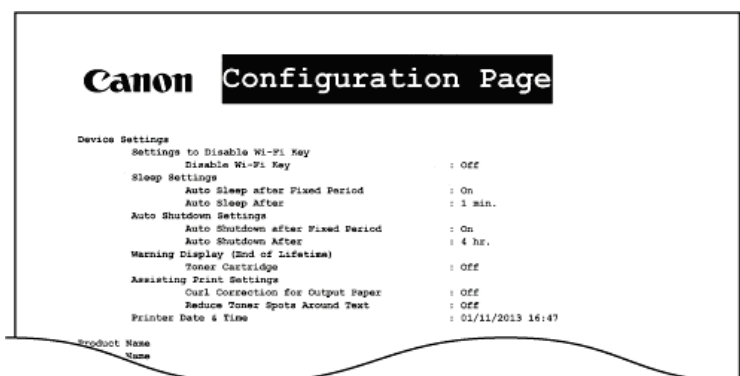 Canon Configuration Page
Device Settings
Settings to Disable Wi-Fi Key
Disable Wi-Fi Key : Off
Sleep Settings
Auto Sleep after Fixed Period : On
Auto Sleep After : 1 min.
Auto Shutdown Settings
Auto Shutdown after Fixed Period : On
Auto Shutdown After : 4 hr.
Warning Display (End of Lifetime)
Toner Cartridge : Off
Assisting Print Settings
Curl Correction for Output Paper : Off
Reduce Toner Spots Around Text : Off
Printer Date & Time : 01/11/2013 16:47
Product Name
Name